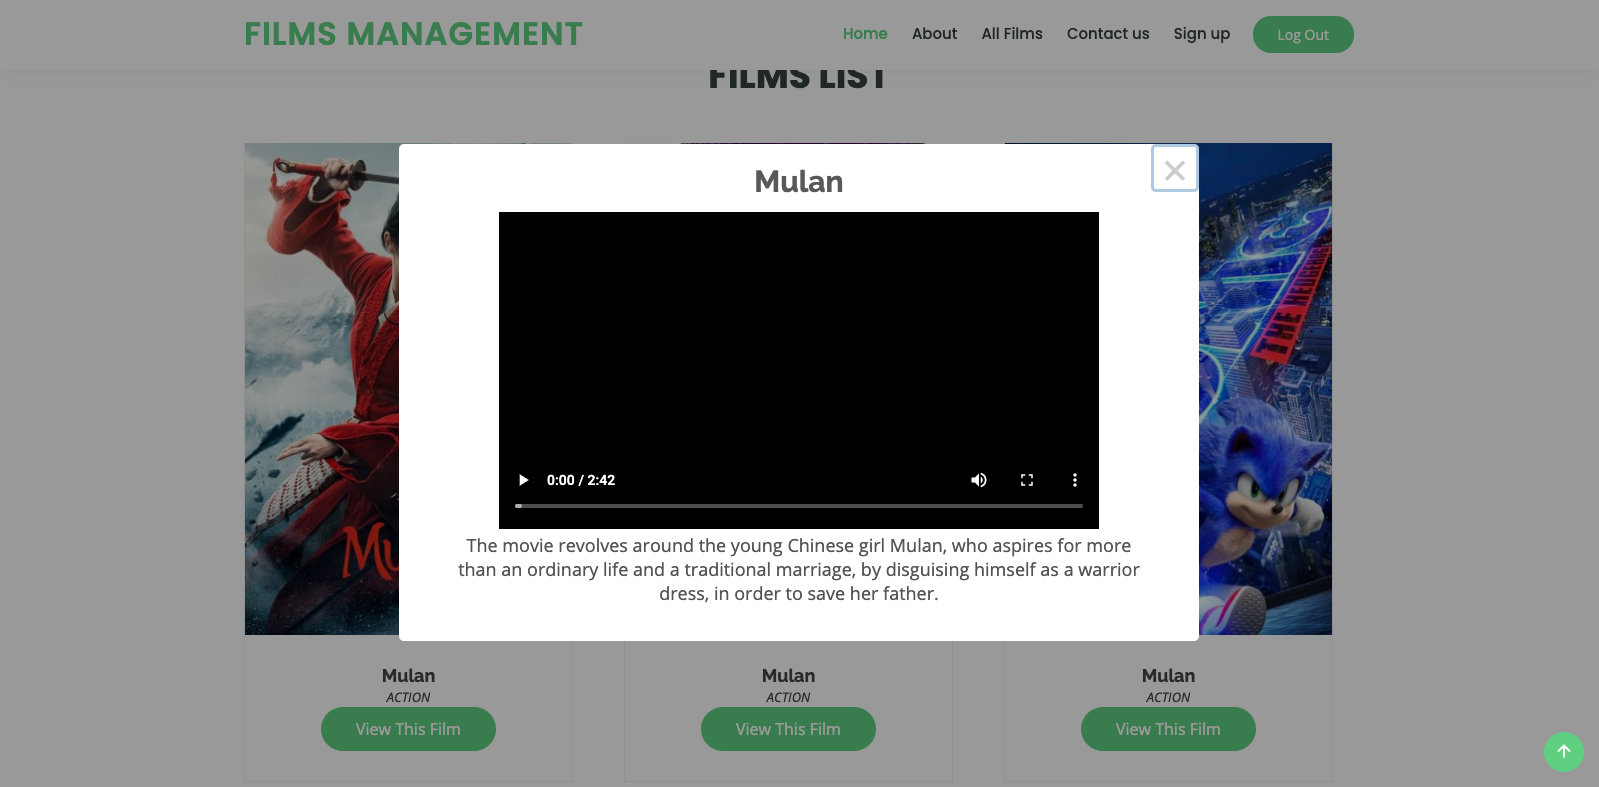 FILMS MANAGEMENT
Home About All Films Contact us Sign up Log Out
FILMS LIST
Mulan
×
0:00 / 2:42
The movie revolves around the young Chinese girl Mulan, who aspires for more
than an ordinary life and a traditional marriage, by disguising himself as a warrior
dress, in order to save her father.
Mulan
ACTION
View This Film
Mulan
ACTION
View This Film
Mulan
ACTION
View This Film